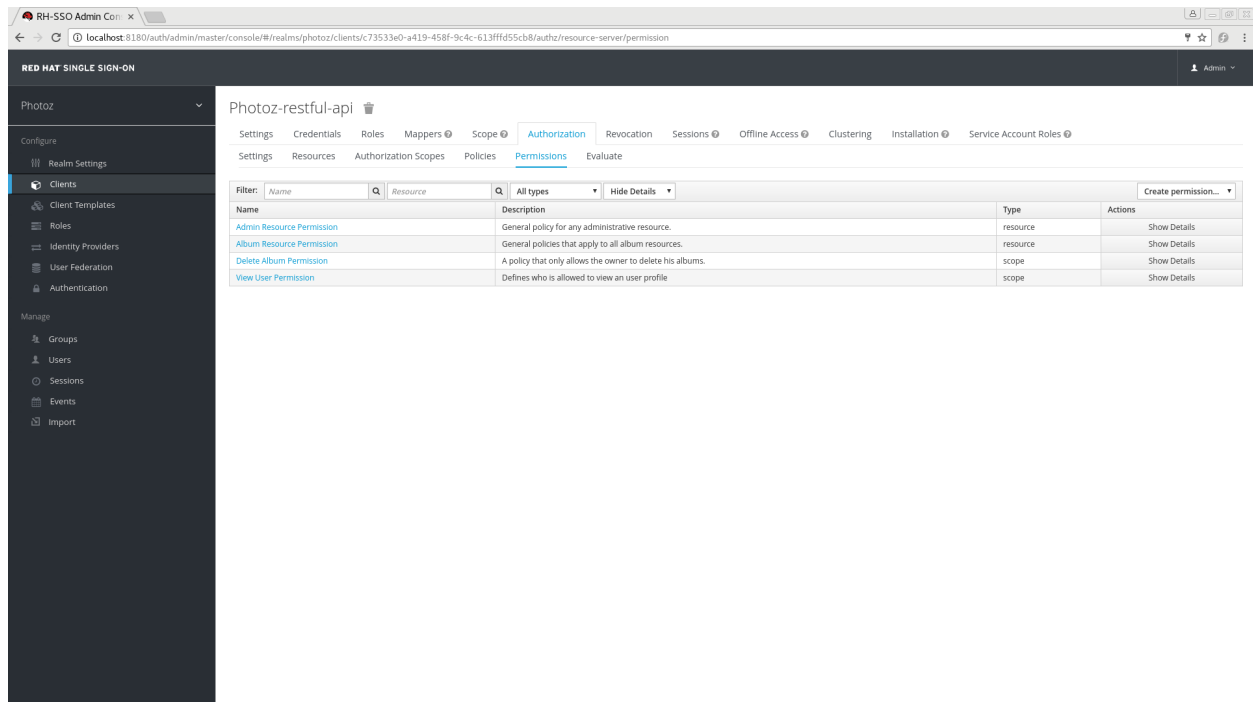 RH-SSO Admin Con
localhost:8180/auth/admin/master/console/#/realms/photoz/clients/c73533e0-a419-458f-9c4c-613fffd55cb8/authz/resource-server/permission
RED HAT SINGLE SIGN-ON
Admin
Photoz
Configure
Realm Settings
Clients
Client Templates
Roles
Identity Providers
User Federation
Authentication
Manage
Groups
Users
Sessions
Events
Import
Photoz-restful-api
Settings Credentials Roles Mappers Scope Authorization Revocation Sessions Offline Access Clustering Installation Service Account Roles
Settings Resources Authorization Scopes Policies Permissions Evaluate
Filter: Name Resource All types Hide Details Create permission...
Name Description Type Actions
Admin Resource Permission General policy for any administrative resource. resource Show Details
Album Resource Permission General policies that apply to all album resources. resource Show Details
Delete Album Permission A policy that only allows the owner to delete his albums. scope Show Details
View User Permission Defines who is allowed to view an user profile scope Show Details